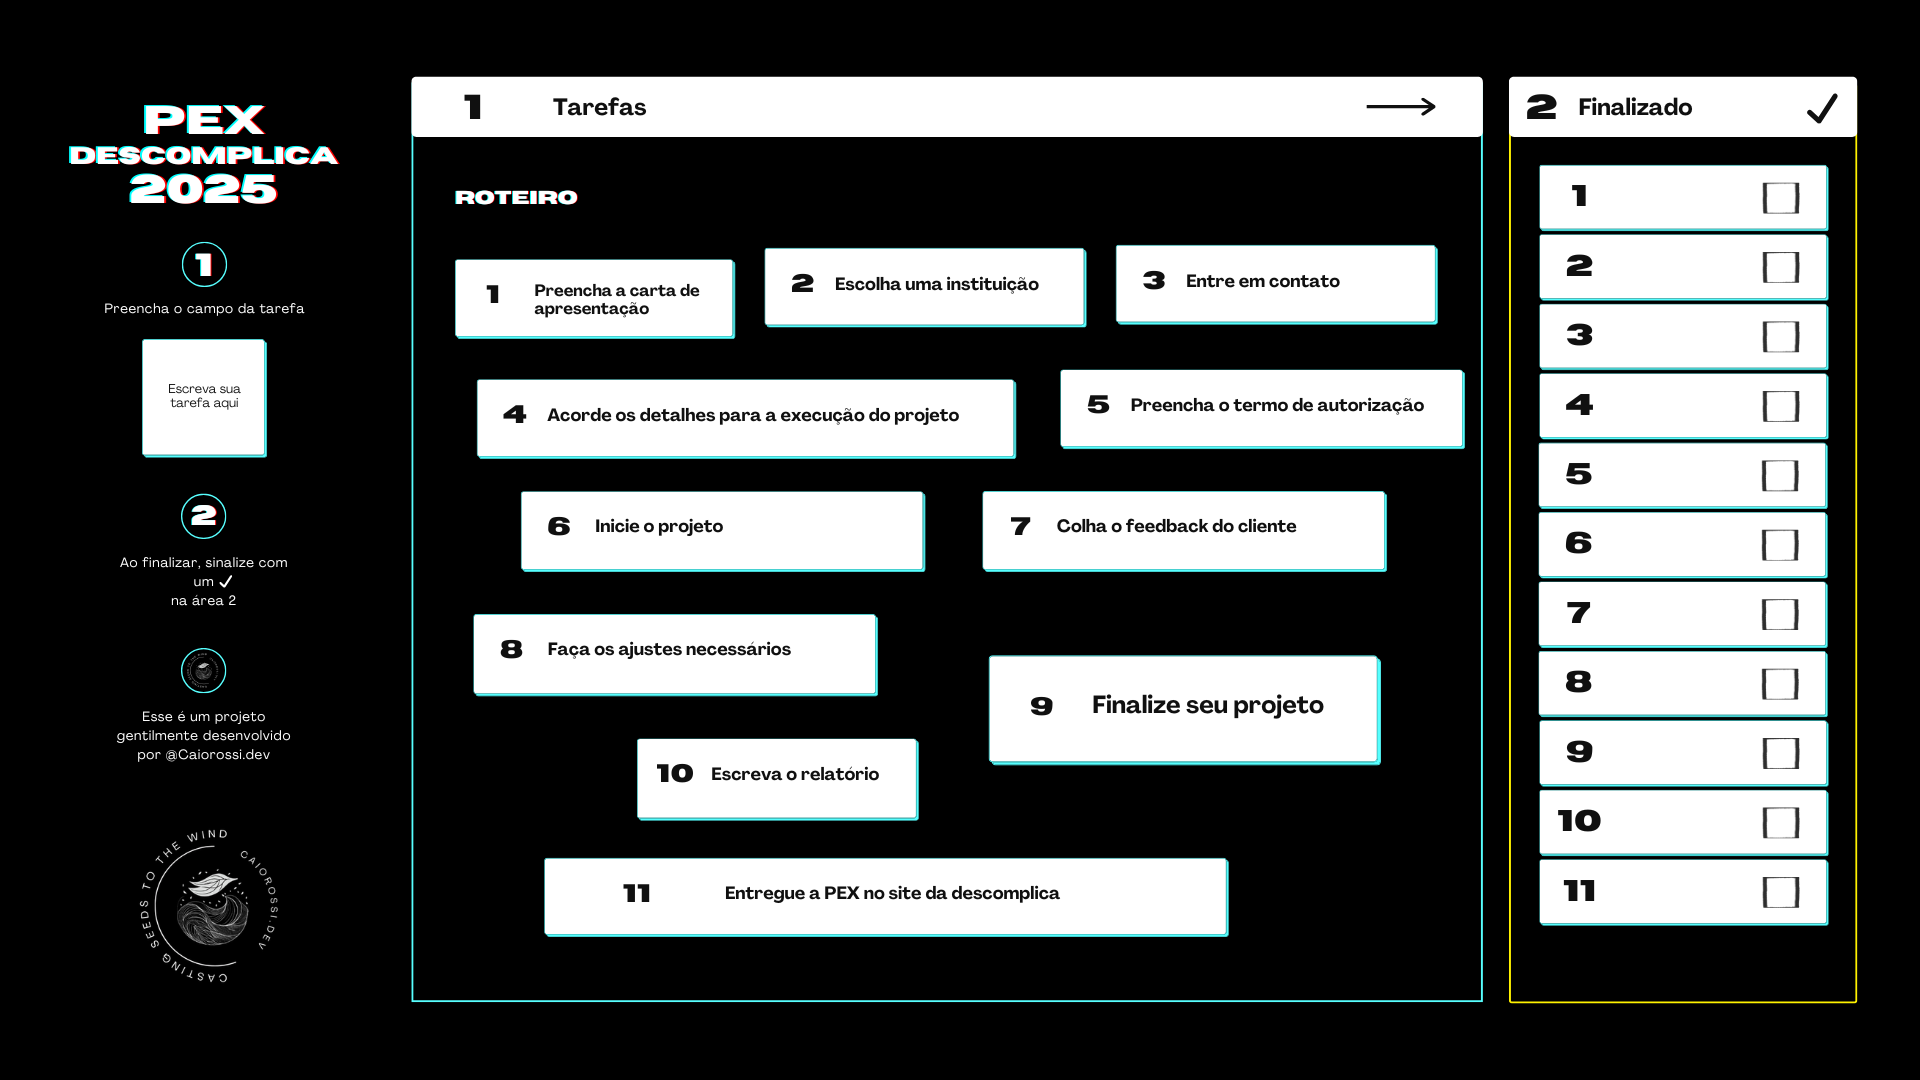 PEX
DESCOMPLICA
2025
1
Preencha o campo da tarefa
Escreva sua
tarefa aqui
2
Ao finalizar, sinalize com
um ✓
na área 2
Esse é um projeto
gentilmente desenvolvido
por @Caiorossi.dev
CASTING SEEDS TO THE WIND
CAIOROSSI.DEV
1 Tarefas
ROTEIRO
1 Preencha a carta de
apresentação
2 Escolha uma instituição
3 Entre em contato
4 Acorde os detalhes para a execução do projeto
5 Preencha o termo de autorização
6 Inicie o projeto
7 Colha o feedback do cliente
8 Faça os ajustes necessários
9 Finalize seu projeto
10 Escreva o relatório
11 Entregue a PEX no site da descomplica
2 Finalizado ✓
1
2
3
4
5
6
7
8
9
10
11